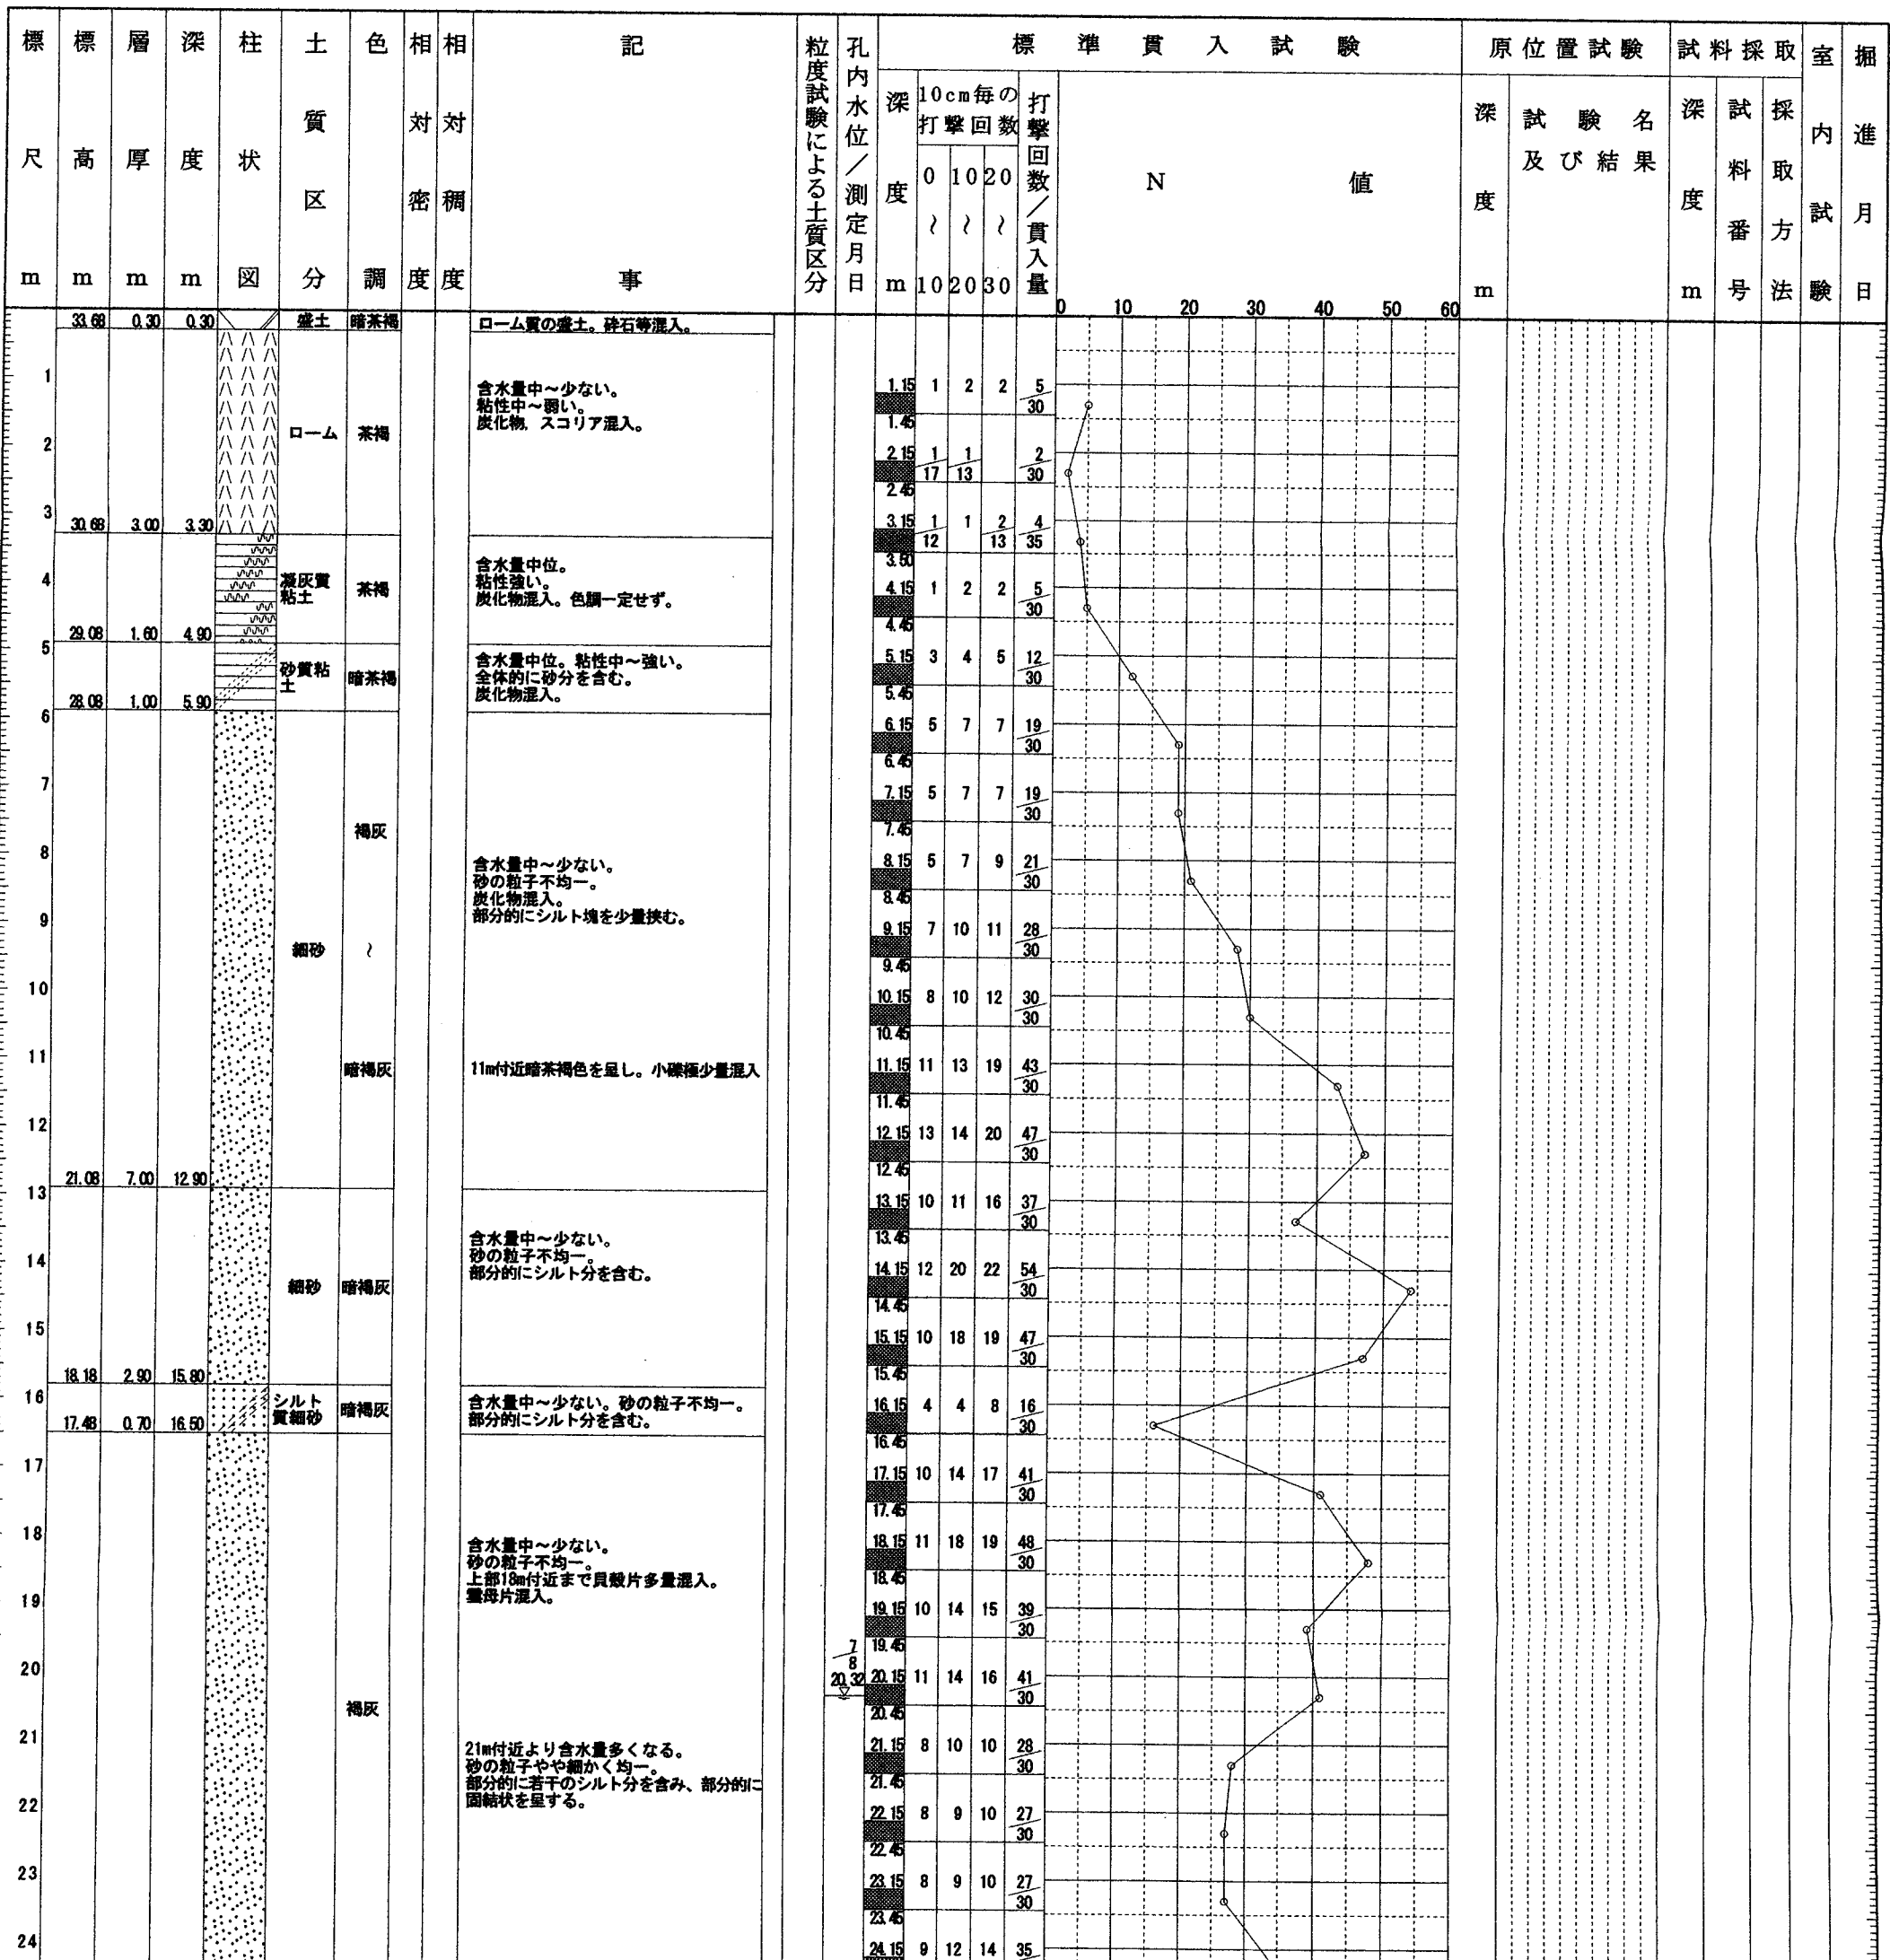 標尺 m
標高 m
層厚 m
深度 m
柱状図
土質区分
色調
相対密度
相対稠度
記事
粒度試験による土質区分
孔内水位/測定月日
標準貫入試験
深度 m
10cm毎の打撃回数
0~10
10~20
20~30
打撃回数/貫入量
N値
0 10 20 30 40 50 60
原位置試験
深度 m
試験名及び結果
試料採取
深度 m
試料番号
採取方法
室内試験
掘進月日
33.68 0.30 0.30 盛土 暗茶褐
ローム質の盛土。砕石等混入。
30.68 3.00 3.30 ローム 茶褐
含水量中~少ない。
粘性中~弱い。
炭化物, スコリア混入。
29.08 1.60 4.90 凝灰質粘土 茶褐
含水量中位。
粘性強い。
炭化物混入。色調一定せず。
28.08 1.00 5.90 砂質粘土 暗茶褐
含水量中位。粘性中~強い。
全体的に砂分を含む。
炭化物混入。
21.08 7.00 12.90 細砂 褐灰 ~ 暗褐灰
含水量中~少ない。
砂の粒子不均一。
炭化物混入。
部分的にシルト塊を少量挟む。
11m付近暗茶褐色を呈し。小礫極少量混入
18.18 2.90 15.80 細砂 暗褐灰
含水量中~少ない。
砂の粒子不均一。
部分的にシルト分を含む。
17.48 0.70 16.50 シルト質細砂 暗褐灰
含水量中~少ない。砂の粒子不均一。
部分的にシルト分を含む。
褐灰
含水量中~少ない。
砂の粒子不均一。
上部18m付近まで貝殻片多量混入。
雲母片混入。
21m付近より含水量多くなる。
砂の粒子やや細かく均一。
部分的に若干のシルト分を含み、部分的に
固結状を呈する。
1
2
3
4
5
6
7
8
9
10
11
12
13
14
15
16
17
18
19
20
21
22
23
24
7/8
20.32
1.15 1 2 2 5/30
1.45
2.15 1/17 1/13 2/30
2.45
3.15 1/12 1 2/13 4/35
3.50
4.15 1 2 2 5/30
4.45
5.15 3 4 5 12/30
5.45
6.15 5 7 7 19/30
6.45
7.15 5 7 7 19/30
7.45
8.15 5 7 9 21/30
8.45
9.15 7 10 11 28/30
9.45
10.15 8 10 12 30/30
10.45
11.15 11 13 19 43/30
11.45
12.15 13 14 20 47/30
12.45
13.15 10 11 16 37/30
13.45
14.15 12 20 22 54/30
14.45
15.15 10 18 19 47/30
15.45
16.15 4 4 8 16/30
16.45
17.15 10 14 17 41/30
17.45
18.15 11 18 19 48/30
18.45
19.15 10 14 15 39/30
19.45
20.15 11 14 16 41/30
20.45
21.15 8 10 10 28/30
21.45
22.15 8 9 10 27/30
22.45
23.15 8 9 10 27/30
23.45
24.15 9 12 14 35